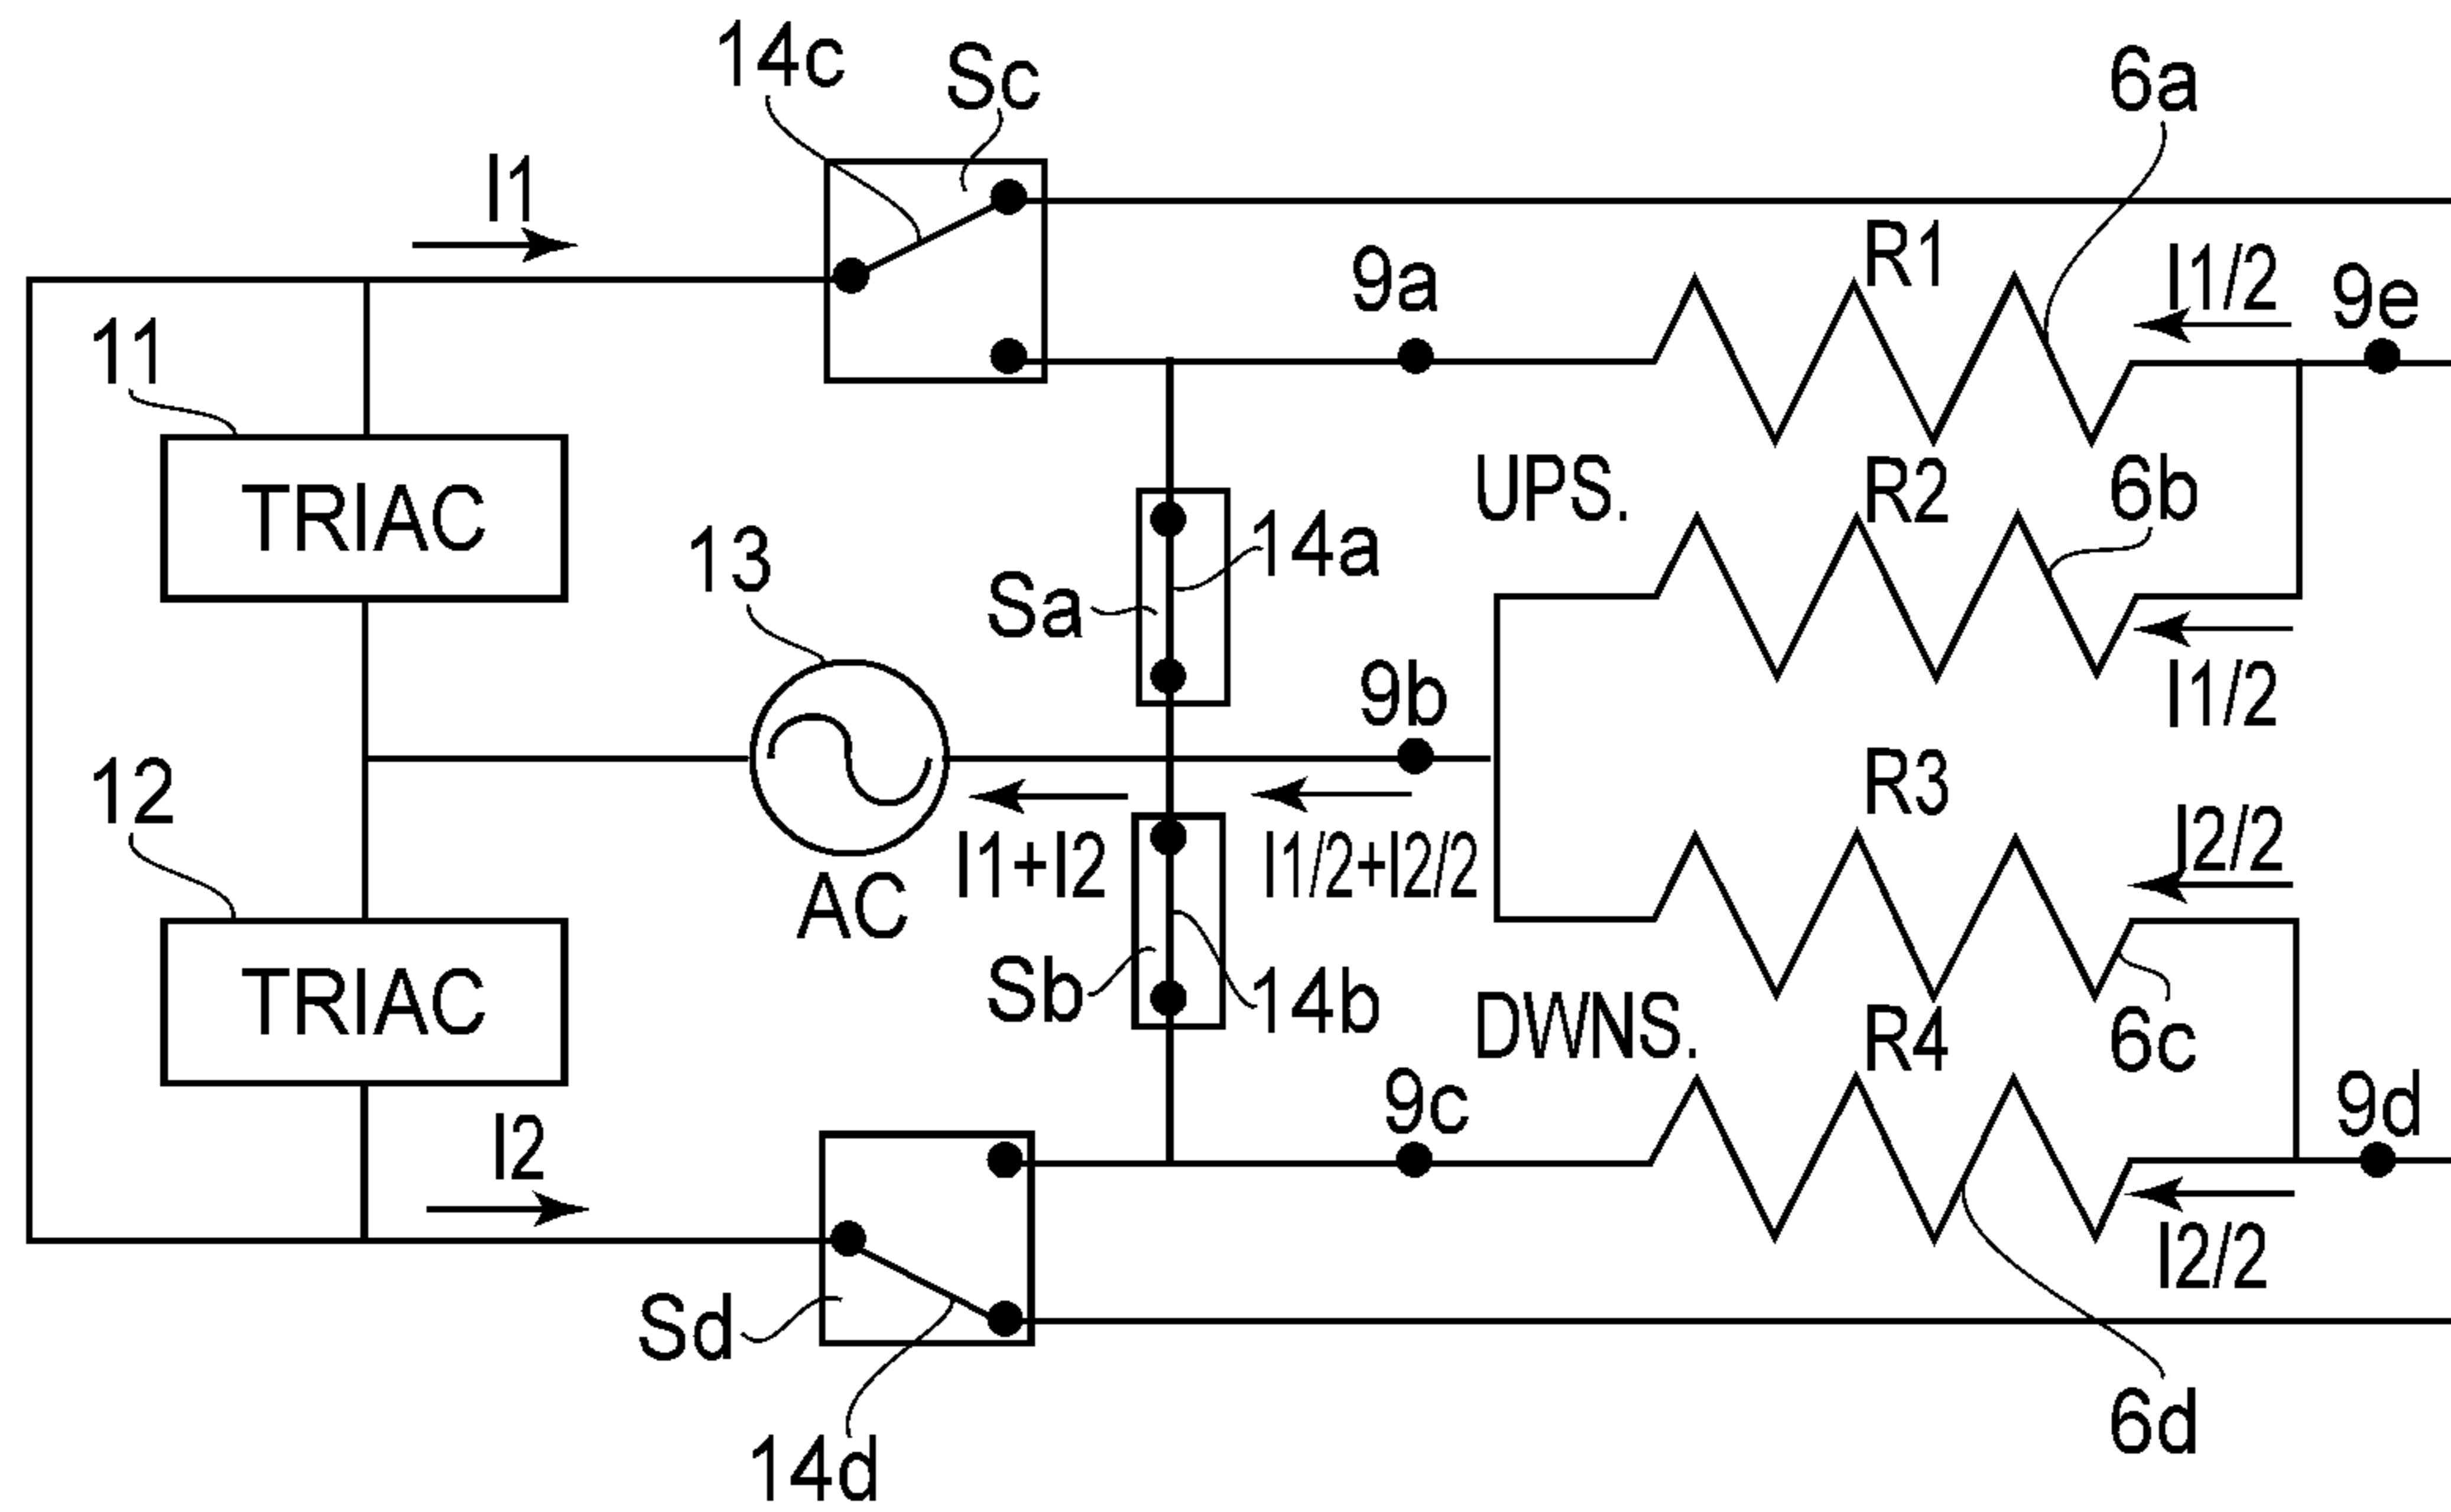 14c
Sc
6a
I1
R1
I1/2
9a
9e
11
TRIAC
UPS.
R2
6b
13
14a
Sa
9b
I1/2
12
R3
I2/2
I1+I2
I1/2+I2/2
AC
TRIAC
Sb
14b
DWNS.
R4
6c
I2
9c
9d
I2/2
Sd
14d
6d